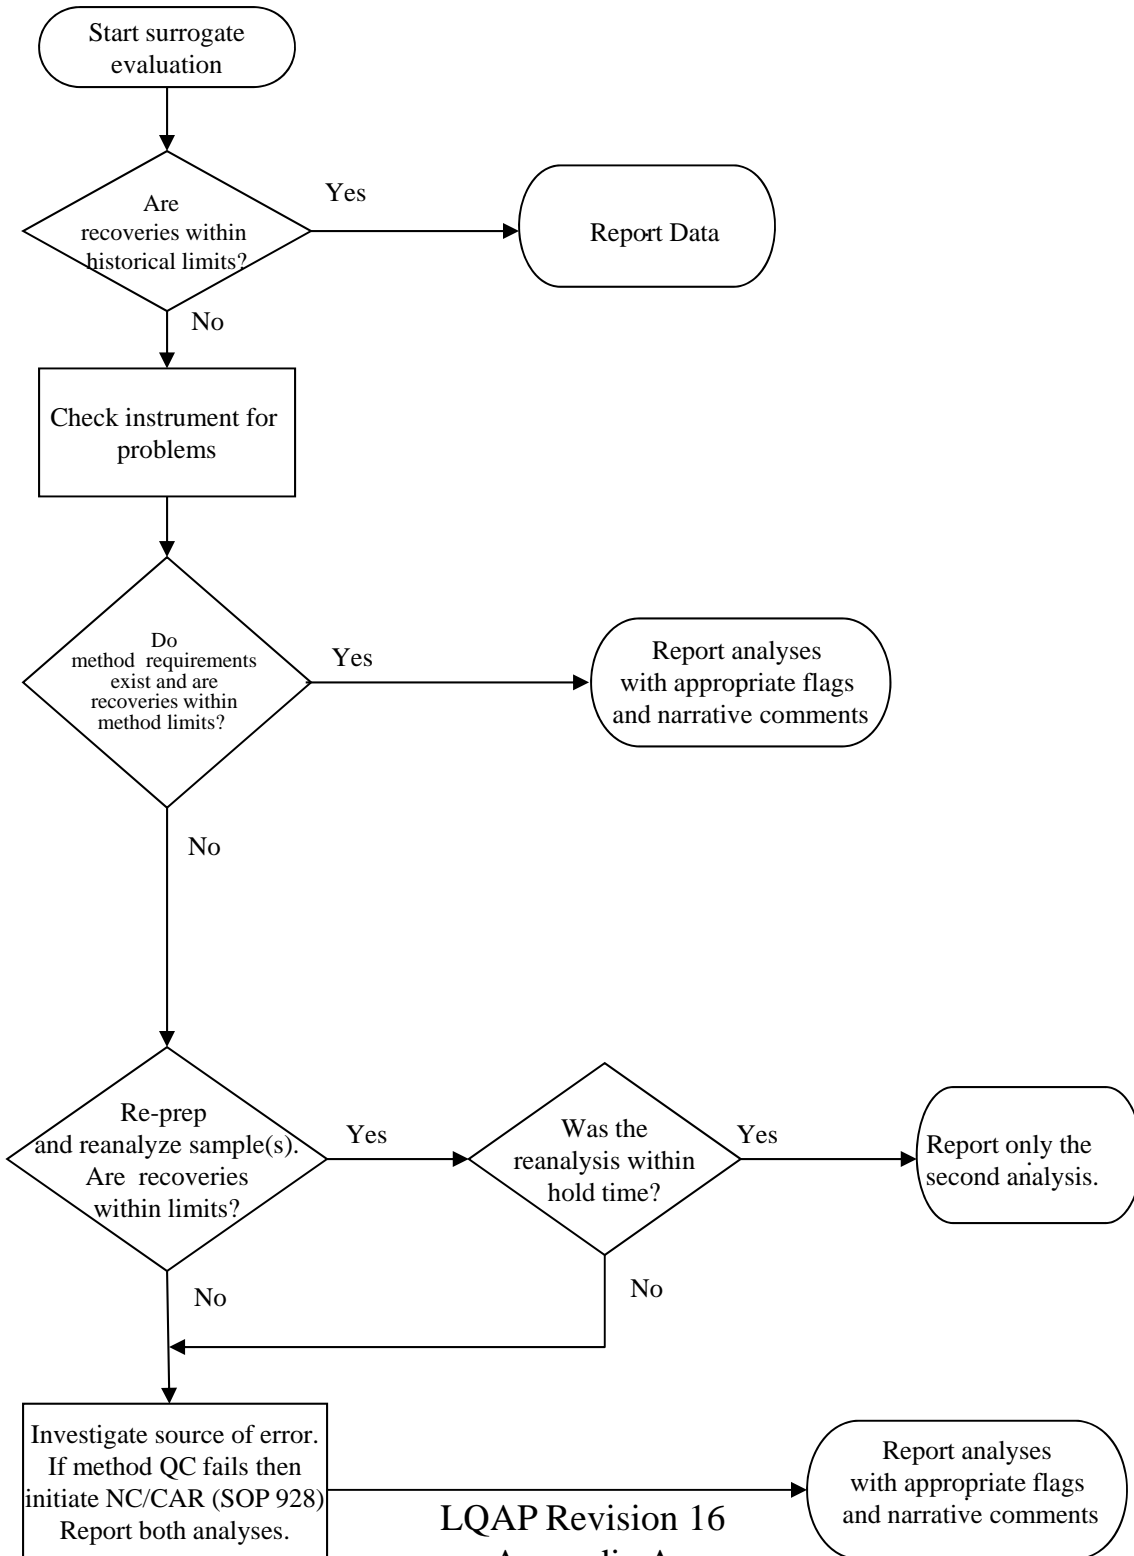 Start surrogate
evaluation
Are
recoveries within
historical limits?
Yes
Report Data
No
Check instrument for
problems
Do
method requirements
exist and are
recoveries within
method limits?
Yes
Report analyses
with appropriate flags
and narrative comments
No
Re-prep
and reanalyze sample(s).
Are recoveries
within limits?
Yes
Was the
reanalysis within
hold time?
Yes
Report only the
second analysis.
No
No
Investigate source of error.
If method QC fails then
initiate NC/CAR (SOP 928)
Report both analyses.
Report analyses
with appropriate flags
and narrative comments
LQAP Revision 16
Appendix A